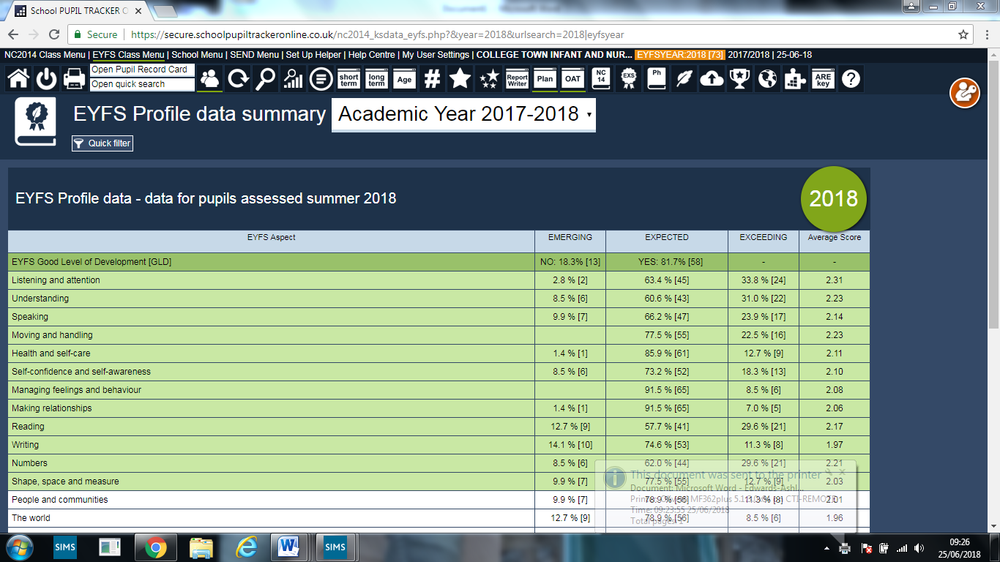 School PUPIL TRACKER O
Secure https://secure.schoolpupiltrackeronline.co.uk/nc2014_ksdata_eyfs.php?&year=2018&urlsearch=2018|eyfsyear
NC2014 Class Menu | EYFS Class Menu | School Menu | SEND Menu | Set Up Helper | Help Centre | My User Settings | COLLEGE TOWN INFANT AND NUR... EYFSYEAR:2018 [73] 2017/2018 | 25-06-18
Open Pupil Record Card
Open quick search
short term long term Age # Report Writer Plan OAT NC 14 EXS Ph ARE key ?
EYFS Profile data summary Academic Year 2017-2018
Quick filter
EYFS Profile data - data for pupils assessed summer 2018 2018
EYFS Aspect EMERGING EXPECTED EXCEEDING Average Score
EYFS Good Level of Development [GLD] NO: 18.3% [13] YES: 81.7% [58] - -
Listening and attention 2.8 % [2] 63.4 % [45] 33.8 % [24] 2.31
Understanding 8.5 % [6] 60.6 % [43] 31.0 % [22] 2.23
Speaking 9.9 % [7] 66.2 % [47] 23.9 % [17] 2.14
Moving and handling 77.5 % [55] 22.5 % [16] 2.23
Health and self-care 1.4 % [1] 85.9 % [61] 12.7 % [9] 2.11
Self-confidence and self-awareness 8.5 % [6] 73.2 % [52] 18.3 % [13] 2.10
Managing feelings and behaviour 91.5 % [65] 8.5 % [6] 2.08
Making relationships 1.4 % [1] 91.5 % [65] 7.0 % [5] 2.06
Reading 12.7 % [9] 57.7 % [41] 29.6 % [21] 2.17
Writing 14.1 % [10] 74.6 % [53] 11.3 % [8] 1.97
Numbers 8.5 % [6] 62.0 % [44] 29.6 % [21] 2.21
This document was sent to the printer
Shape, space and measure 9.9 % [7] 77.5 % [55] 12.7 % [9] 2.03
Document: Microsoft Word - Edwards-Ashl...
People and communities 9.9 % [7] 78.9 % [56] 11.3 % [8] 2.01
MF362plus CTI-REMOTE
Time: 09:23:55 25/06/2018
The world 12.7 % [9] 78.9 % [56] 8.5 % [6] 1.96
Total pages: 1
SIMS SIMS 09:26
25/06/2018